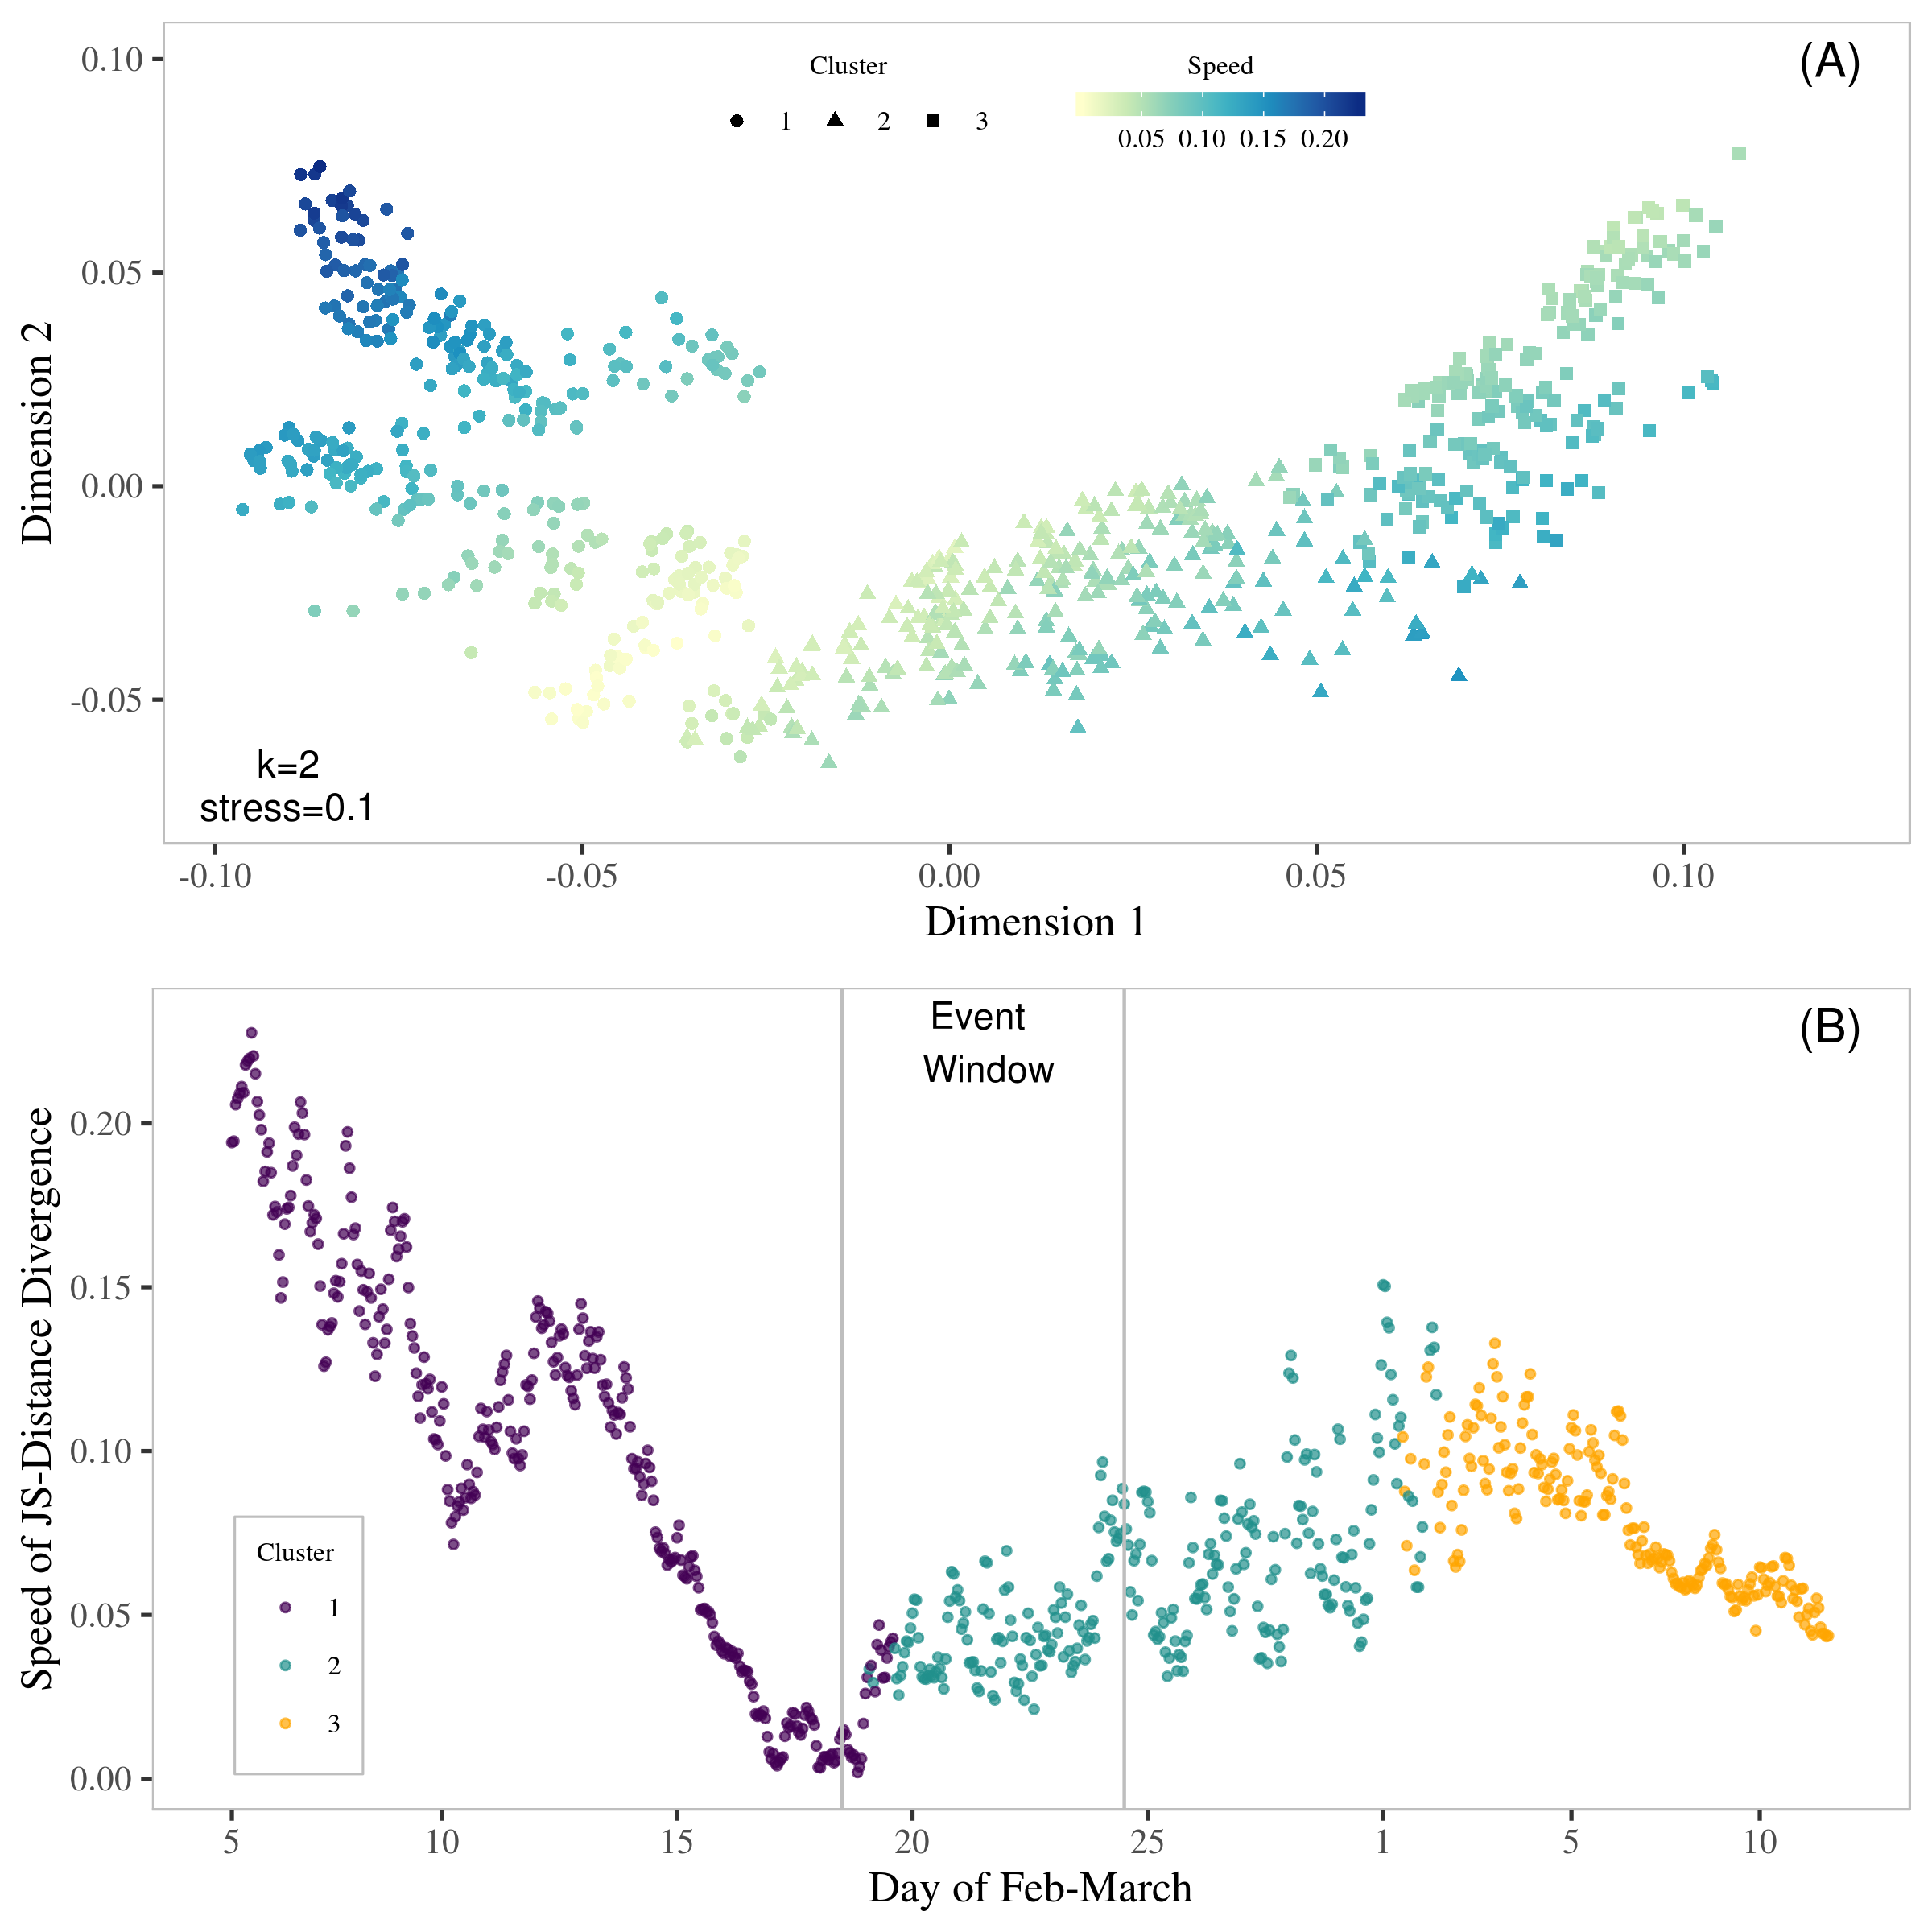 (A)
Cluster Speed
1 2 3
0.05 0.10 0.15 0.20
0.10
0.05
0.00
-0.05
Dimension 2
k=2
stress=0.1
-0.10 -0.05 0.00 0.05 0.10
Dimension 1
(B)
Event
Window
0.20
0.15
0.10
0.05
0.00
Speed of JS-Distance Divergence
Cluster
1
2
3
5 10 15 20 25 1 5 10
Day of Feb-March